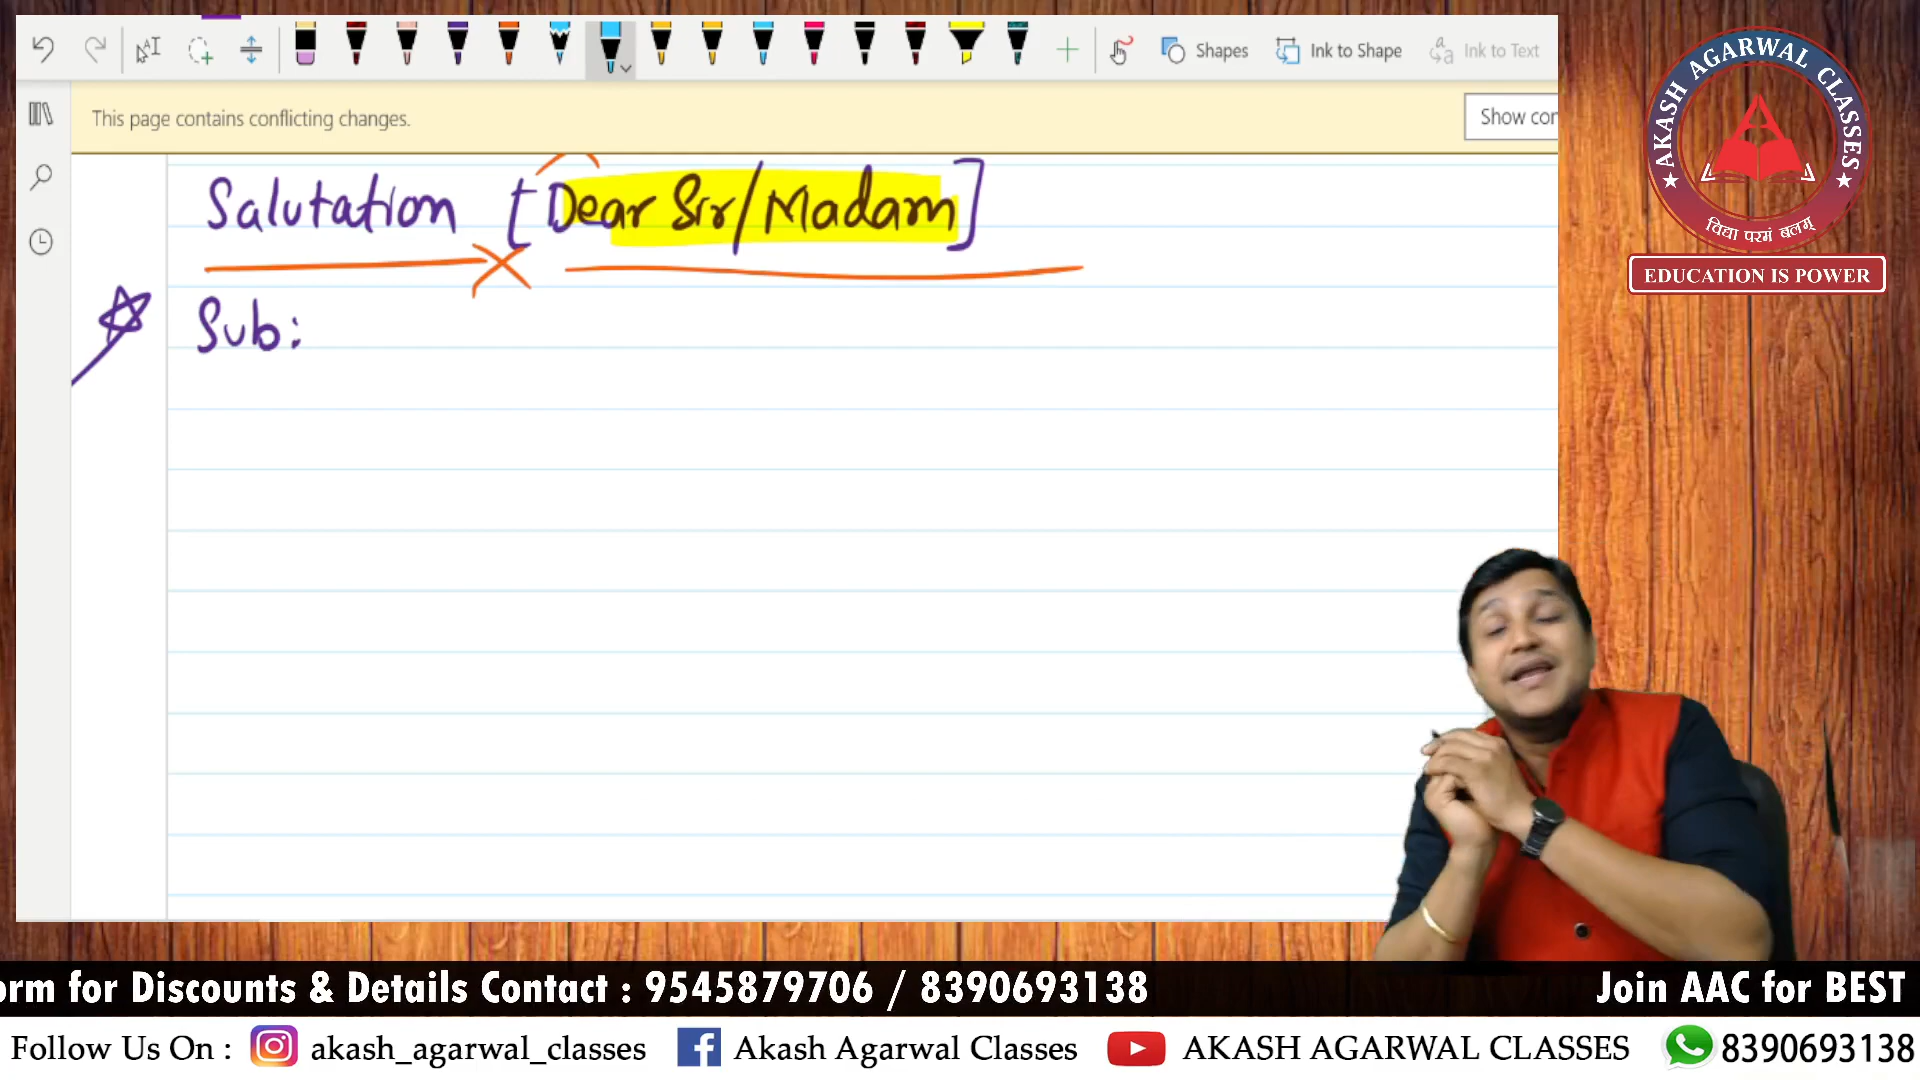 Shapes
Ink to Shape
Ink to Text
This page contains conflicting changes.
Show con
Salutation [Dear Sir/Madam]
Sub:
AKASH AGARWAL CLASSES
विद्या परमं बलम्
EDUCATION IS POWER
orm for Discounts & Details Contact : 9545879706 / 8390693138
Join AAC for BEST
Follow Us On : akash_agarwal_classes Akash Agarwal Classes AKASH AGARWAL CLASSES 8390693138